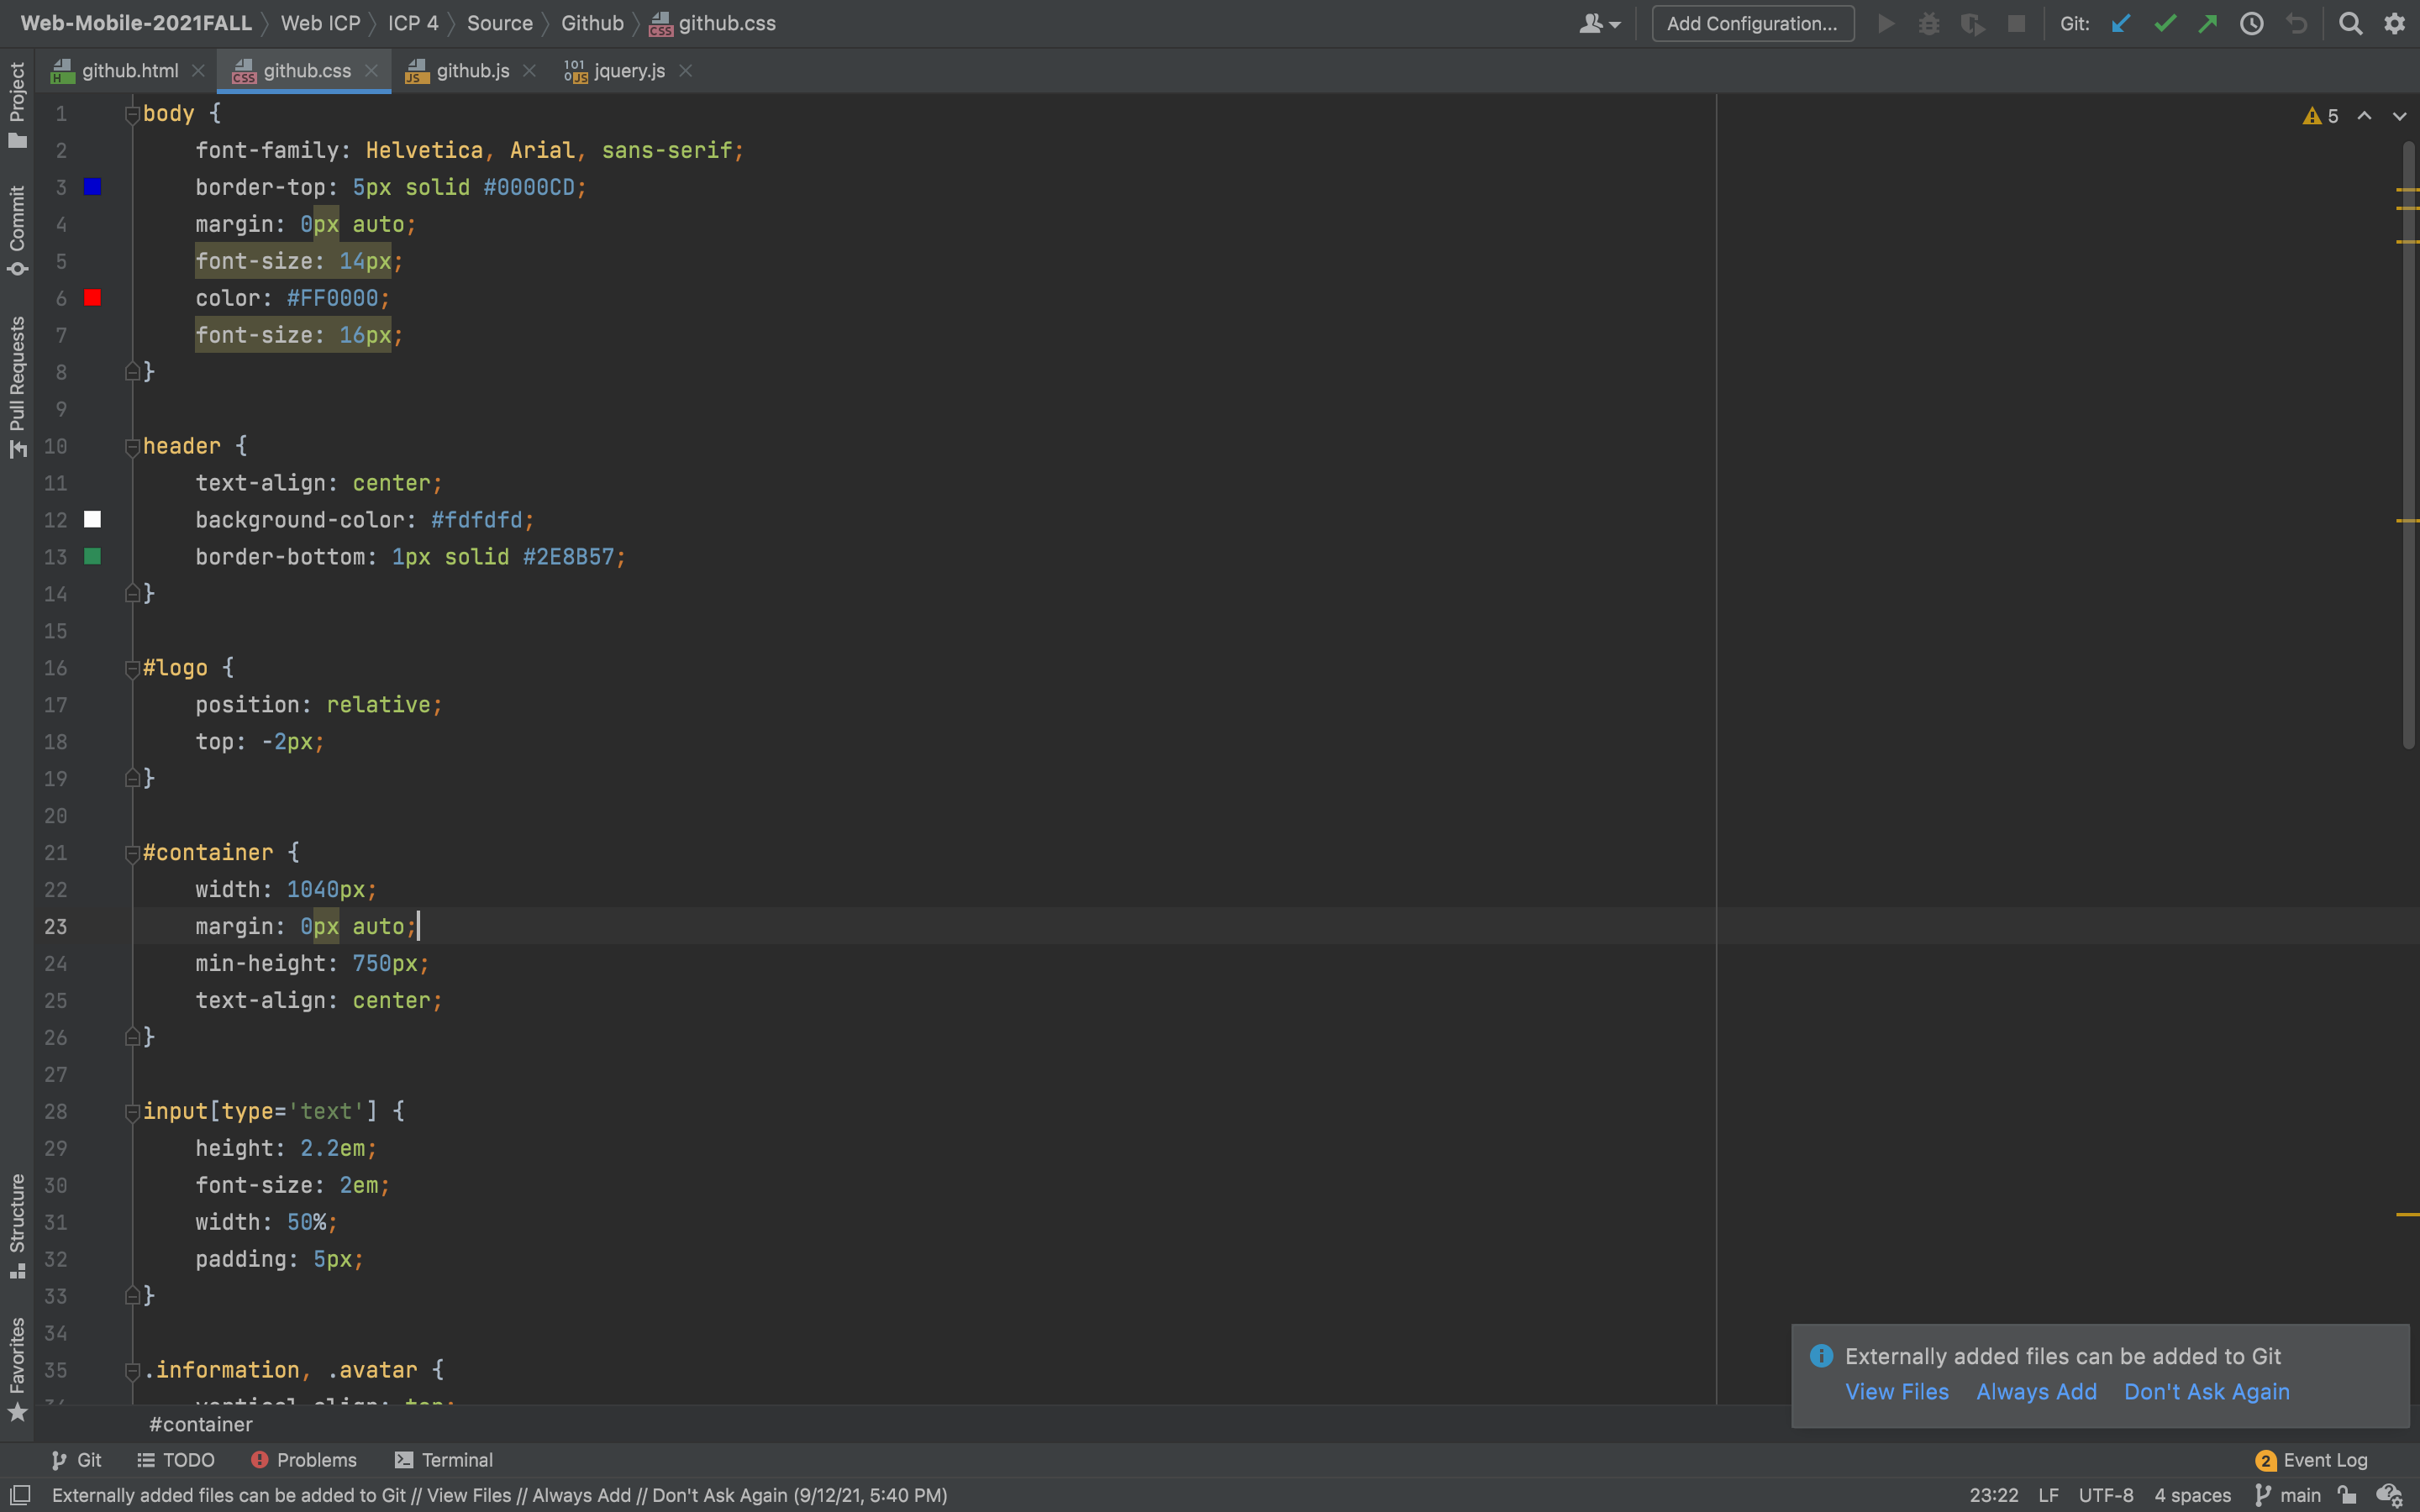 Web-Mobile-2021FALL Web ICP ICP 4 Source Github github.css
Add Configuration... Git:
github.html github.css github.js jquery.js
Project
Commit
Pull Requests
Structure
Favorites
5
1 body {
2 font-family: Helvetica, Arial, sans-serif;
3 border-top: 5px solid #0000CD;
4 margin: 0px auto;
5 font-size: 14px;
6 color: #FF0000;
7 font-size: 16px;
8 }
9
10 header {
11 text-align: center;
12 background-color: #fdfdfd;
13 border-bottom: 1px solid #2E8B57;
14 }
15
16 #logo {
17 position: relative;
18 top: -2px;
19 }
20
21 #container {
22 width: 1040px;
23 margin: 0px auto;
24 min-height: 750px;
25 text-align: center;
26 }
27
28 input[type='text'] {
29 height: 2.2em;
30 font-size: 2em;
31 width: 50%;
32 padding: 5px;
33 }
34
35 .information, .avatar {
#container
Externally added files can be added to Git
View Files Always Add Don't Ask Again
Git TODO Problems Terminal
2 Event Log
Externally added files can be added to Git // View Files // Always Add // Don't Ask Again (9/12/21, 5:40 PM)
23:22 LF UTF-8 4 spaces main